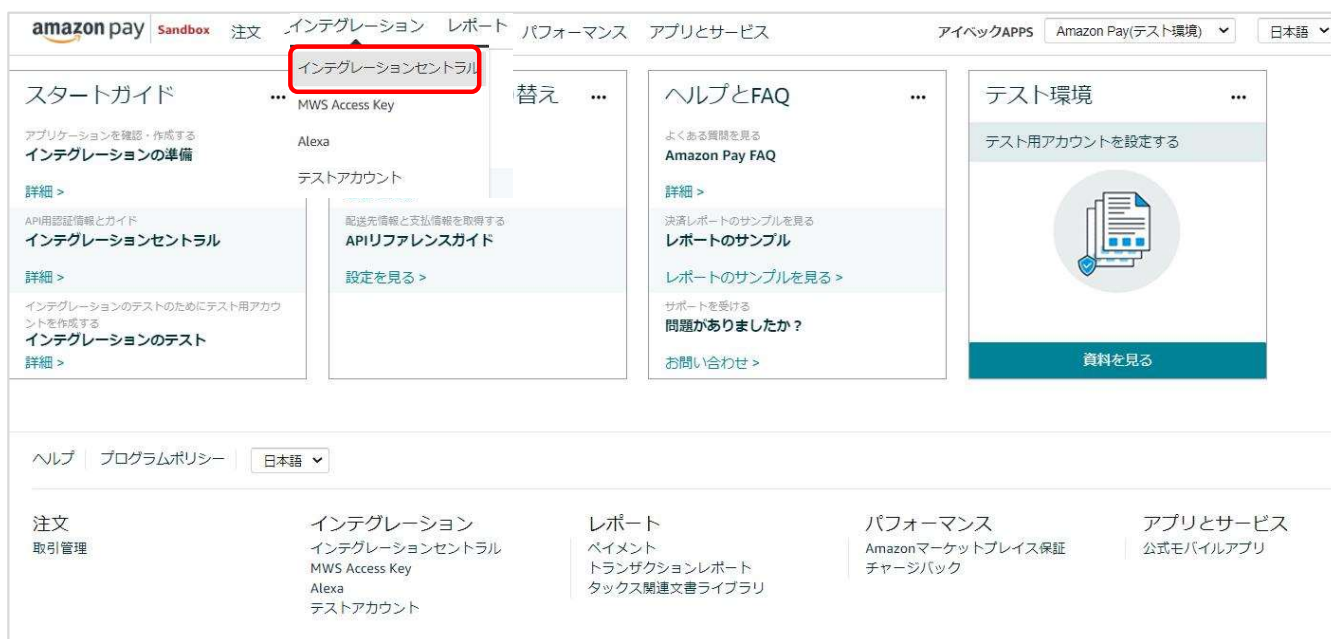 amazon pay Sandbox 注文 インテグレーション レポート パフォーマンス アプリとサービス アイベックAPPS Amazon Pay(テスト環境) 日本語
インテグレーションセントラル
MWS Access Key
Alexa
テストアカウント
スタートガイド ...
アプリケーションを確認・作成する
インテグレーションの準備
詳細 >
API用認証情報とガイド
インテグレーションセントラル
詳細 >
インテグレーションのテストのためにテスト用アカウ
ントを作成する
インテグレーションのテスト
詳細 >
替え ...
配送先情報と支払情報を取得する
APIリファレンスガイド
設定を見る >
ヘルプとFAQ ...
よくある質問を見る
Amazon Pay FAQ
詳細 >
決済レポートのサンプルを見る
レポートのサンプル
レポートのサンプルを見る >
サポートを受ける
問題がありましたか？
お問い合わせ >
テスト環境 ...
テスト用アカウントを設定する
資料を見る
ヘルプ プログラムポリシー 日本語
注文
取引管理
インテグレーション
インテグレーションセントラル
MWS Access Key
Alexa
テストアカウント
レポート
ペイメント
トランザクションレポート
タックス関連文書ライブラリ
パフォーマンス
Amazonマーケットプレイス保証
チャージバック
アプリとサービス
公式モバイルアプリ